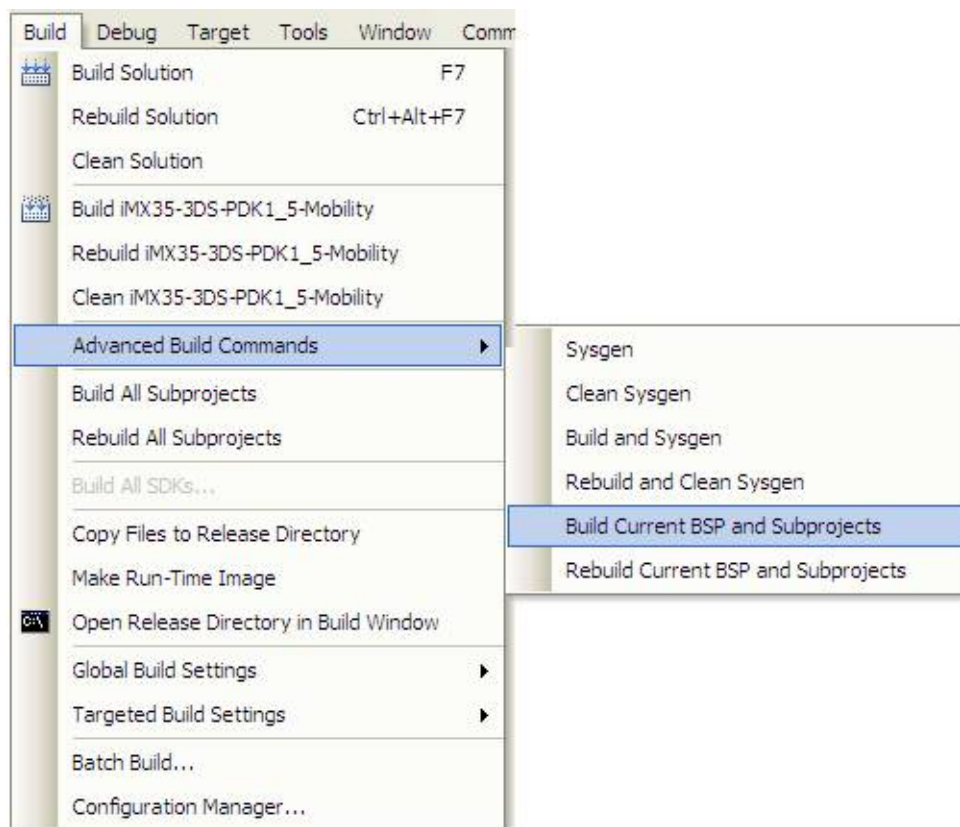 Build Debug Target Tools Window Comm
Build Solution F7
Rebuild Solution Ctrl+Alt+F7
Clean Solution
Build iMX35-3DS-PDK1_5-Mobility
Rebuild iMX35-3DS-PDK1_5-Mobility
Clean iMX35-3DS-PDK1_5-Mobility
Advanced Build Commands
Sysgen
Clean Sysgen
Build and Sysgen
Rebuild and Clean Sysgen
Build Current BSP and Subprojects
Rebuild Current BSP and Subprojects
Build All Subprojects
Rebuild All Subprojects
Build All SDKs...
Copy Files to Release Directory
Make Run-Time Image
C:\ Open Release Directory in Build Window
Global Build Settings
Targeted Build Settings
Batch Build...
Configuration Manager...